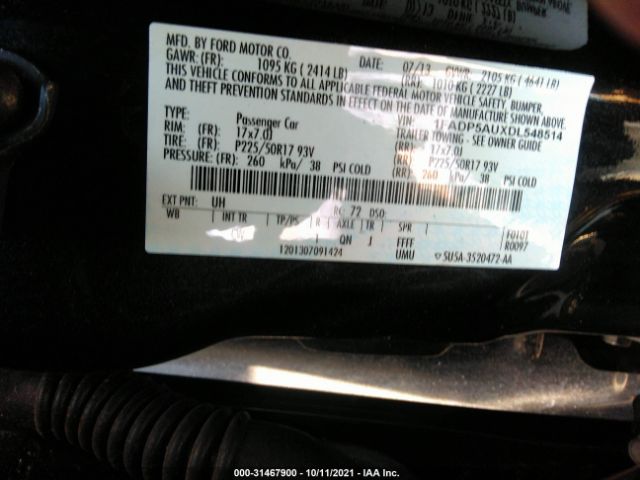 MFD. BY FORD MOTOR CO.
07/13 GVWR: 2105 KG ( 4641 LB)
GAWR: (FR): 1095 KG ( 2414 LB) (RR): 1010 KG ( 2227 LB)
THIS VEHICLE CONFORMS TO ALL APPLICABLE FEDERAL MOTOR VEHICLE SAFETY, BUMPER,
AND THEFT PREVENTION STANDARDS IN EFFECT ON THE DATE OF MANUFACTURE SHOWN ABOVE.
VIN: 1FADP5AUXDL548514
TYPE: Passenger Car TRAILER TOWING - SEE OWNER GUIDE
RIM: (FR): 17x7.0J (RR): 17x7.0J
TIRE: (FR): P225/50R17 93V (RR): P225/50R17 93V
PRESSURE: (FR): 260 kPa/ 38 PSI COLD (RR): 260 kPa/ 38 PSI COLD
EXT PNT: UH RC: 72 DSO:
WB INT TR TP/PS R AXLE TR SPR
QN J FFFF
UMU
F0101
R0097
1201307091424
5U5A-3520472-AA
000-31467900 - 10/11/2021 - IAA Inc.